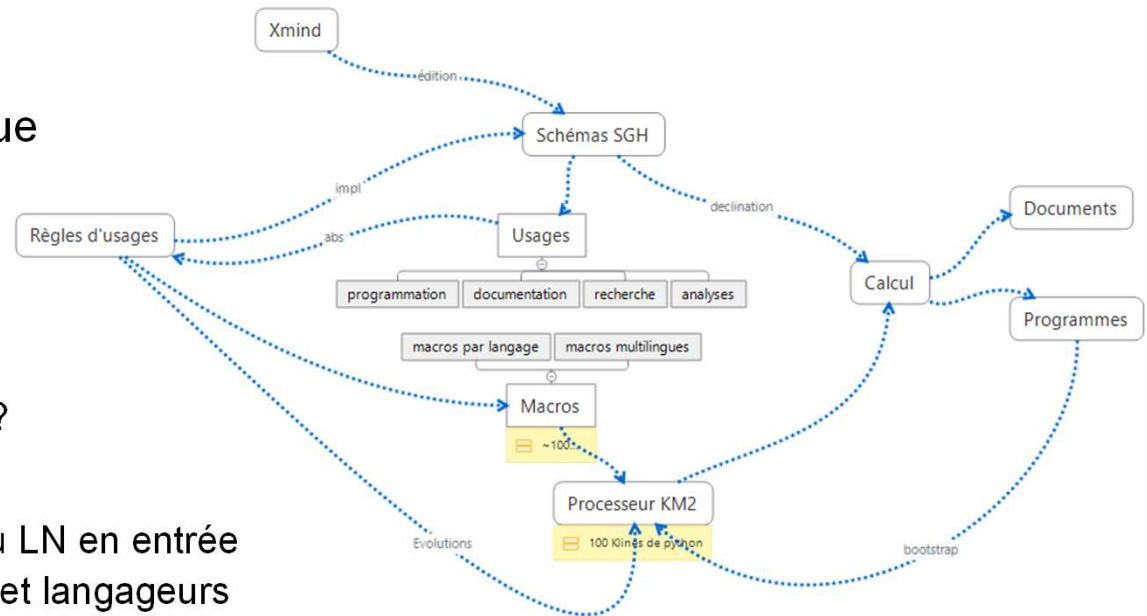 Xmind
édition
ue
Schémas SGH
impl
declination
Documents
Règles d'usages
abs
Usages
Calcul
programmation
documentation
recherche
analyses
Programmes
macros par langage
macros multilingues
Macros
?
~100...
Processeur KM2
LN en entrée
Evolutions
100 Klines de python
bootstrap
et langageurs